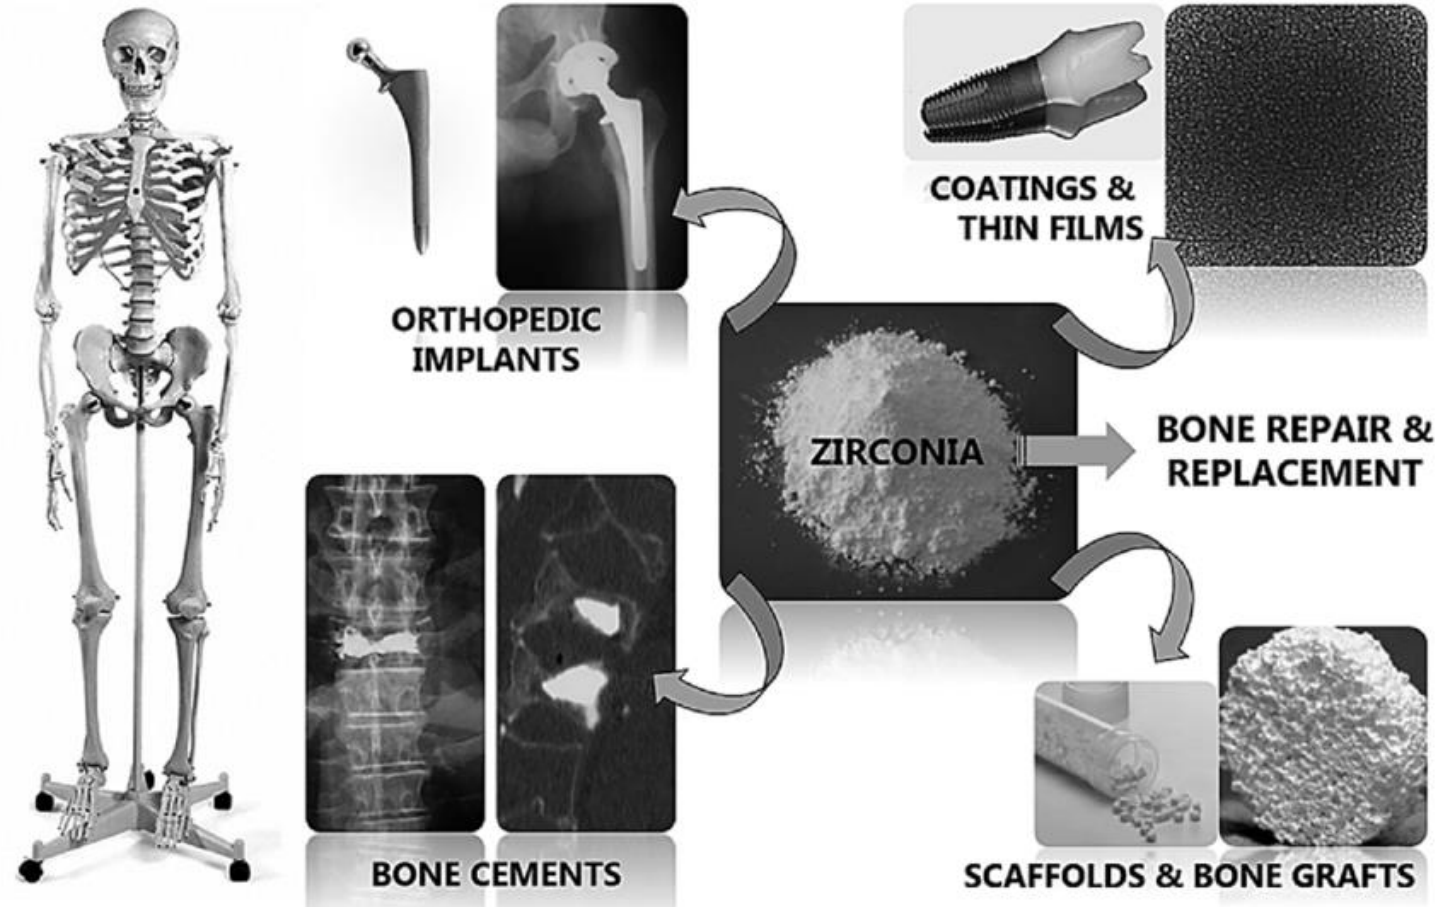 COATINGS &
THIN FILMS
ORTHOPEDIC
IMPLANTS
ZIRCONIA
BONE REPAIR &
REPLACEMENT
BONE CEMENTS
SCAFFOLDS & BONE GRAFTS